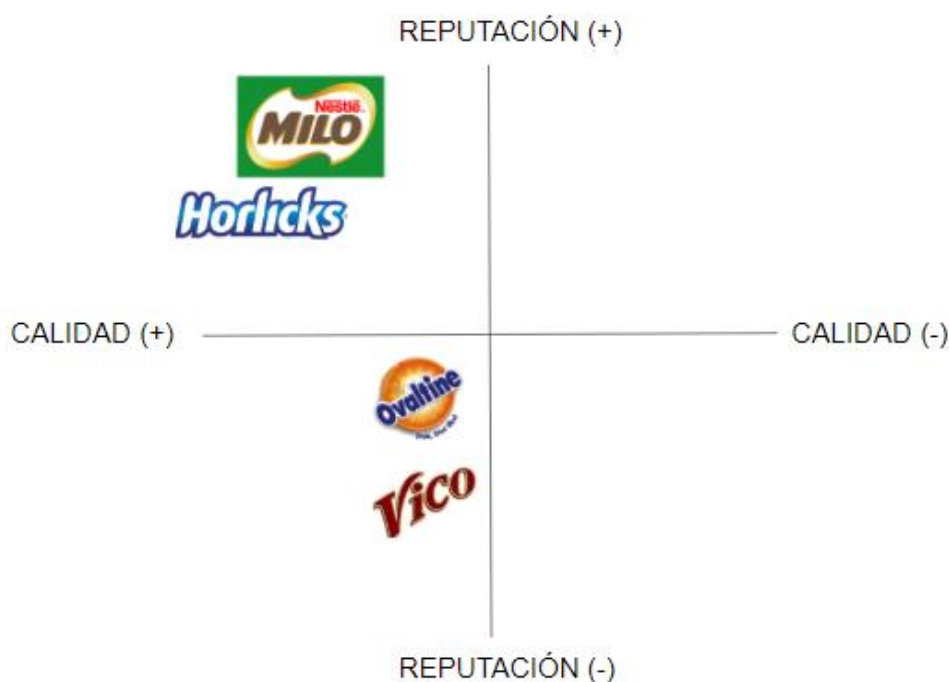 REPUTACIÓN (+)
Nestlé
MILO
Horlicks
CALIDAD (+)
CALIDAD (-)
Ovaltine
Vico
REPUTACIÓN (-)